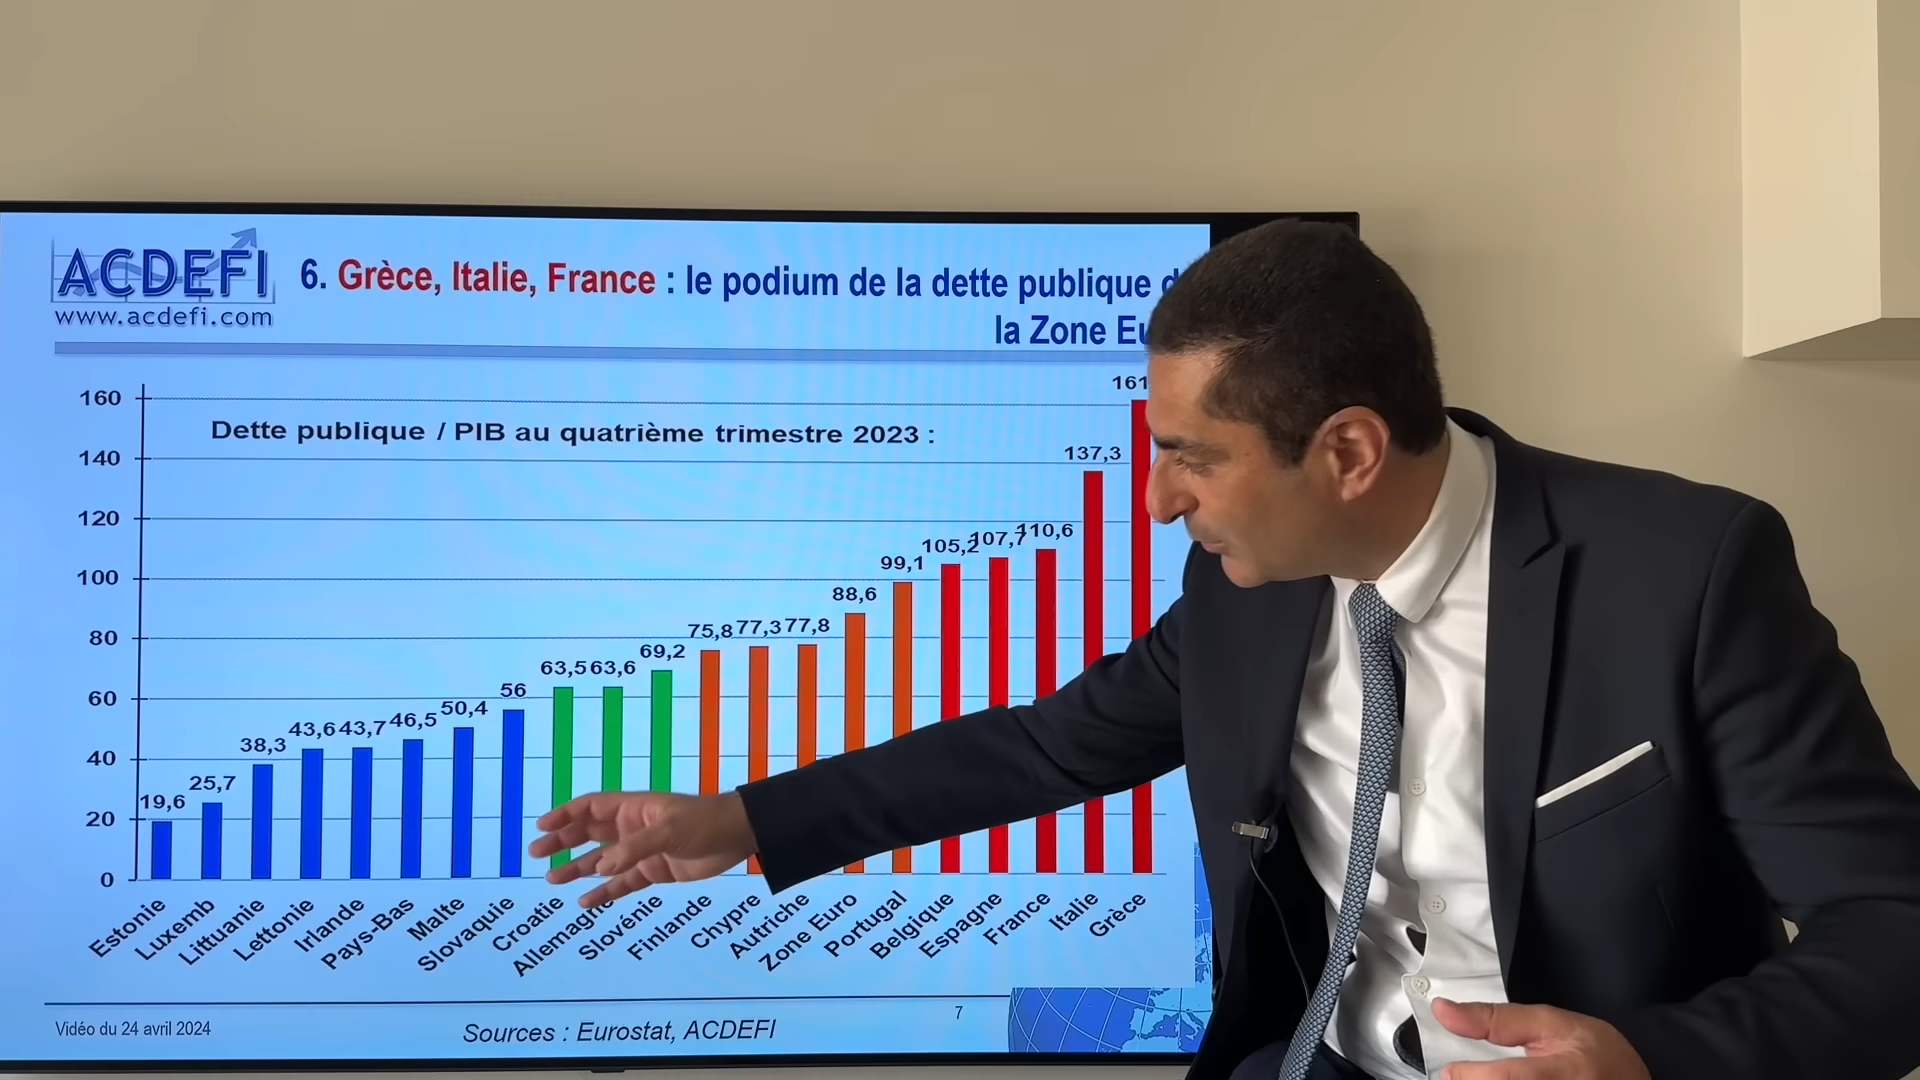 ACDEFI
www.acdefi.com
6. Grèce, Italie, France : le podium de la dette publique
la Zone
Dette publique / PIB au quatrième trimestre 2023 :
160
140
120
100
80
60
40
20
0
19,6
25,7
38,3
43,6
43,7
46,5
50,4
56
63,5
63,6
69,2
75,8
77,3
77,8
88,6
99,1
105,2
107,7
110,6
137,3
161
Estonie
Luxemb
Littuanie
Lettonie
Irlande
Pays-Bas
Malte
Slovaquie
Croatie
Allemagne
Slovénie
Finlande
Chypre
Autriche
Zone Euro
Portugal
Belgique
Espagne
France
Italie
Grèce
Vidéo du 24 avril 2024
Sources : Eurostat, ACDEFI
7